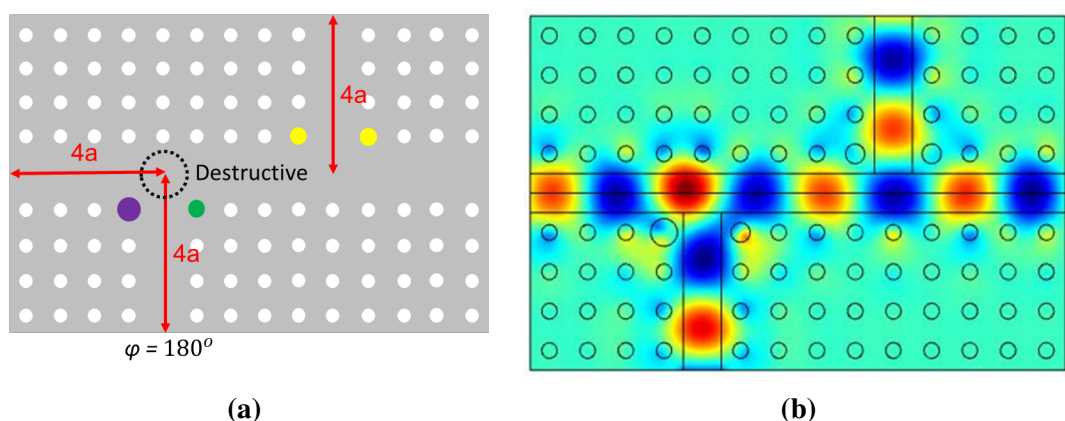 4a
4a
Destructive
4a
φ = 180°
(a)
(b)